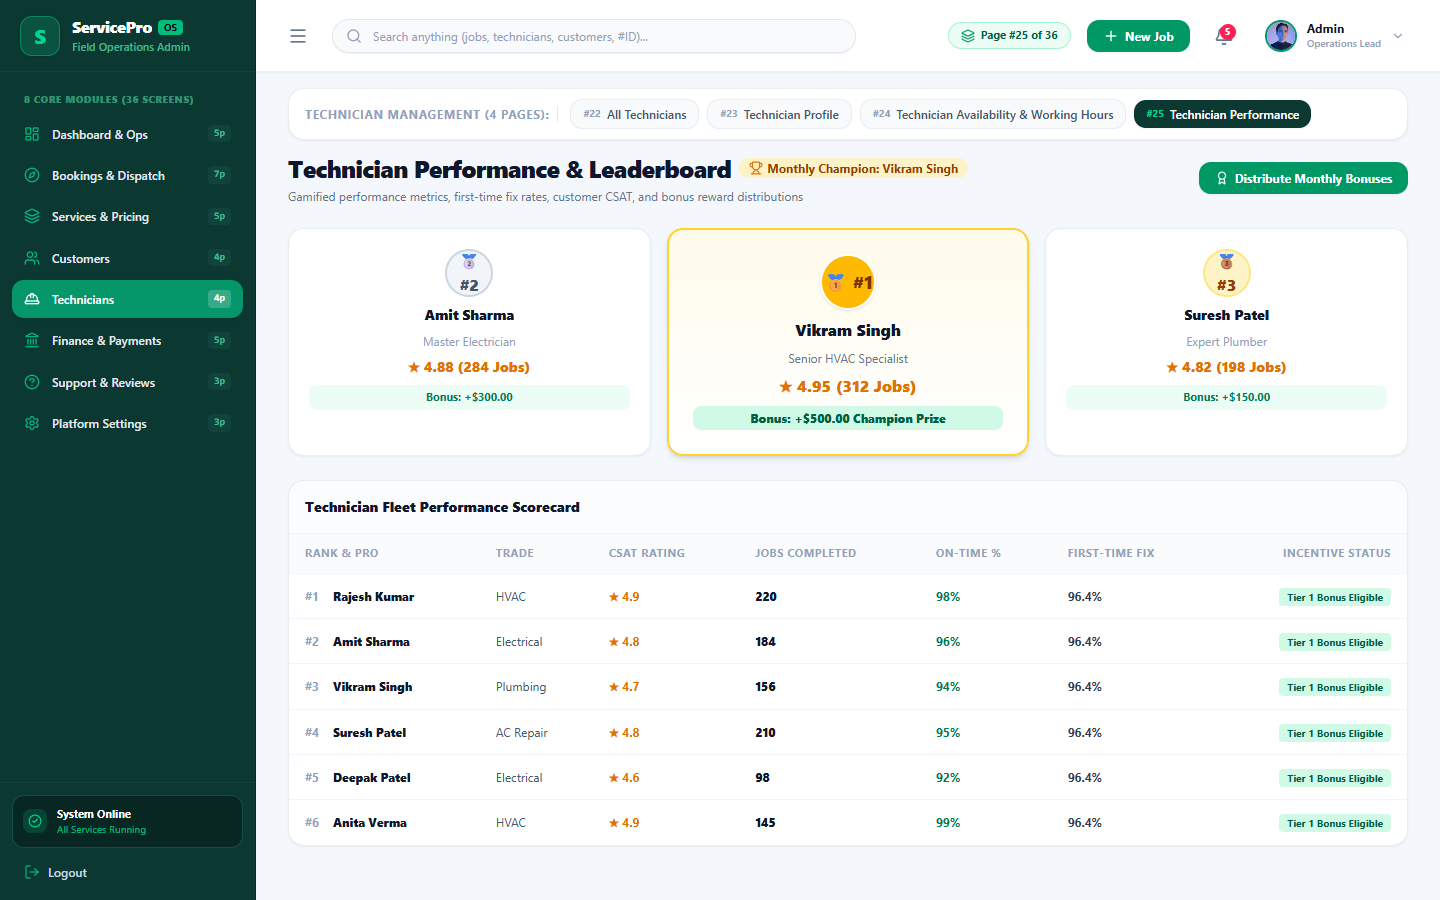 S
ServicePro OS
Field Operations Admin
8 CORE MODULES (36 SCREENS)
Dashboard & Ops 5p
Bookings & Dispatch 7p
Services & Pricing 5p
Customers 4p
Technicians 4p
Finance & Payments 5p
Support & Reviews 3p
Platform Settings 3p
System Online
All Services Running
Logout
Search anything (jobs, technicians, customers, #ID)...
Page #25 of 36
New Job
5
Admin
Operations Lead
TECHNICIAN MANAGEMENT (4 PAGES):
#22 All Technicians
#23 Technician Profile
#24 Technician Availability & Working Hours
#25 Technician Performance
Technician Performance & Leaderboard
Monthly Champion: Vikram Singh
Gamified performance metrics, first-time fix rates, customer CSAT, and bonus reward distributions
Distribute Monthly Bonuses
🥈 #2
Amit Sharma
Master Electrician
★ 4.88 (284 Jobs)
Bonus: +$300.00
🥇 #1
Vikram Singh
Senior HVAC Specialist
★ 4.95 (312 Jobs)
Bonus: +$500.00 Champion Prize
🥉 #3
Suresh Patel
Expert Plumber
★ 4.82 (198 Jobs)
Bonus: +$150.00
Technician Fleet Performance Scorecard
RANK & PRO TRADE CSAT RATING JOBS COMPLETED ON-TIME % FIRST-TIME FIX INCENTIVE STATUS
#1 Rajesh Kumar HVAC ★ 4.9 220 98% 96.4% Tier 1 Bonus Eligible
#2 Amit Sharma Electrical ★ 4.8 184 96% 96.4% Tier 1 Bonus Eligible
#3 Vikram Singh Plumbing ★ 4.7 156 94% 96.4% Tier 1 Bonus Eligible
#4 Suresh Patel AC Repair ★ 4.8 210 95% 96.4% Tier 1 Bonus Eligible
#5 Deepak Patel Electrical ★ 4.6 98 92% 96.4% Tier 1 Bonus Eligible
#6 Anita Verma HVAC ★ 4.9 145 99% 96.4% Tier 1 Bonus Eligible